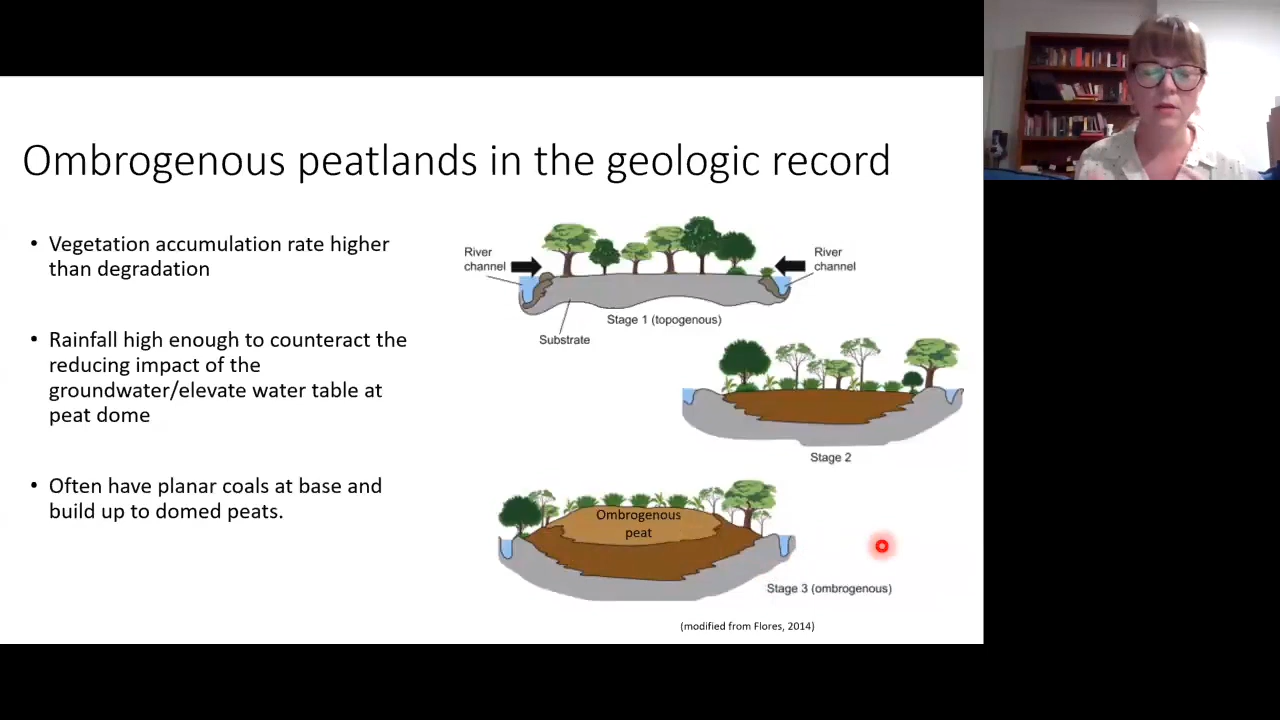 Ombrogenous peatlands in the geologic record
• Vegetation accumulation rate higher
than degradation
• Rainfall high enough to counteract the
reducing impact of the
groundwater/elevate water table at
peat dome
• Often have planar coals at base and
build up to domed peats.
River
channel
River
channel
Stage 1 (topogenous)
Substrate
Stage 2
Ombrogenous
peat
Stage 3 (ombrogenous)
(modified from Flores, 2014)